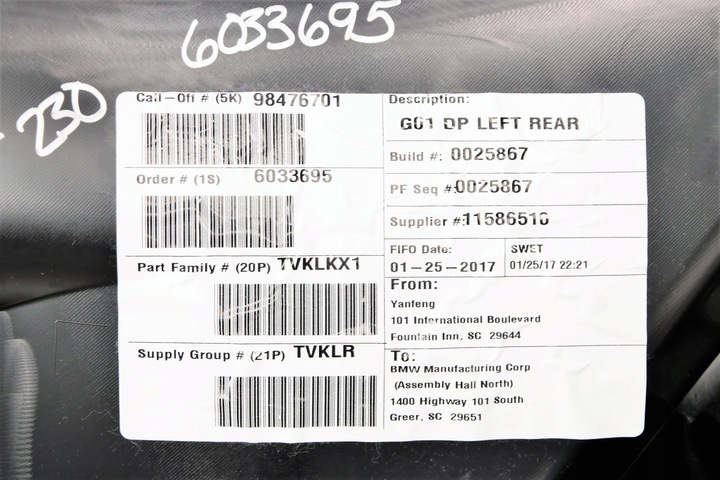 6033695
230
Call-Off # (5K) 98476701
Order # (1S) 6033695
Part Family # (20P) TVKLKX1
Supply Group # (21P) TVKLR
Description:
G01 DP LEFT REAR
Build #: 0025867
PF Seq #:0025867
Supplier #:11586510
FIFO Date:
01-25-2017
SWET
01/25/17 22:21
From:
Yanfeng
101 International Boulevard
Fountain Inn, SC 29644
To:
BMW Manufacturing Corp
(Assembly Hall North)
1400 Highway 101 South
Greer, SC 29651